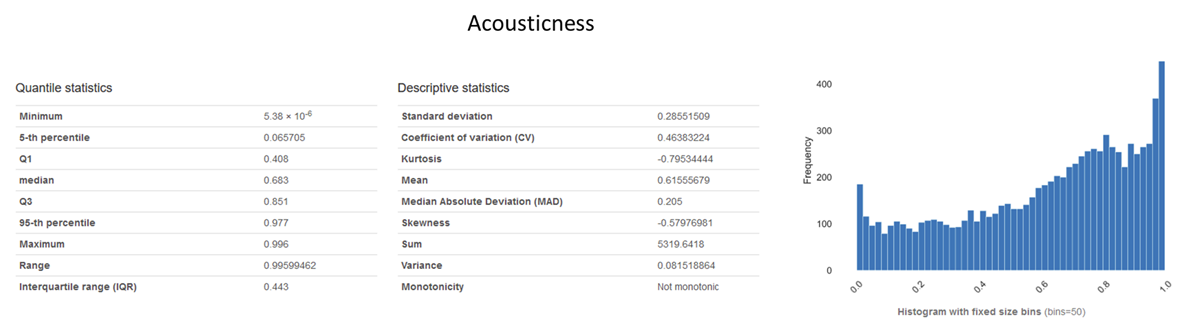 Acousticness
Quantile statistics
Minimum 5.38 × 10⁻⁶
5-th percentile 0.065705
Q1 0.408
median 0.683
Q3 0.851
95-th percentile 0.977
Maximum 0.996
Range 0.99599462
Interquartile range (IQR) 0.443
Descriptive statistics
Standard deviation 0.28551509
Coefficient of variation (CV) 0.46383224
Kurtosis -0.79534444
Mean 0.61555679
Median Absolute Deviation (MAD) 0.205
Skewness -0.57976981
Sum 5319.6418
Variance 0.081518864
Monotonicity Not monotonic
Frequency
400
300
200
100
0
0.0 0.2 0.4 0.6 0.8 1.0
Histogram with fixed size bins (bins=50)